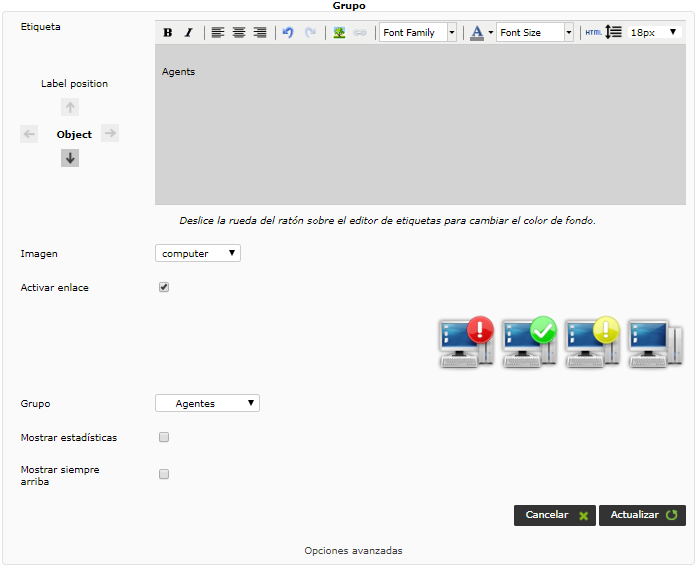 Grupo
Etiqueta
B I Font Family A Font Size HTML 18px
Agents
Label position
Object
Deslice la rueda del ratón sobre el editor de etiquetas para cambiar el color de fondo.
Imagen computer
Activar enlace
Grupo Agentes
Mostrar estadísticas
Mostrar siempre
arriba
Cancelar Actualizar
Opciones avanzadas